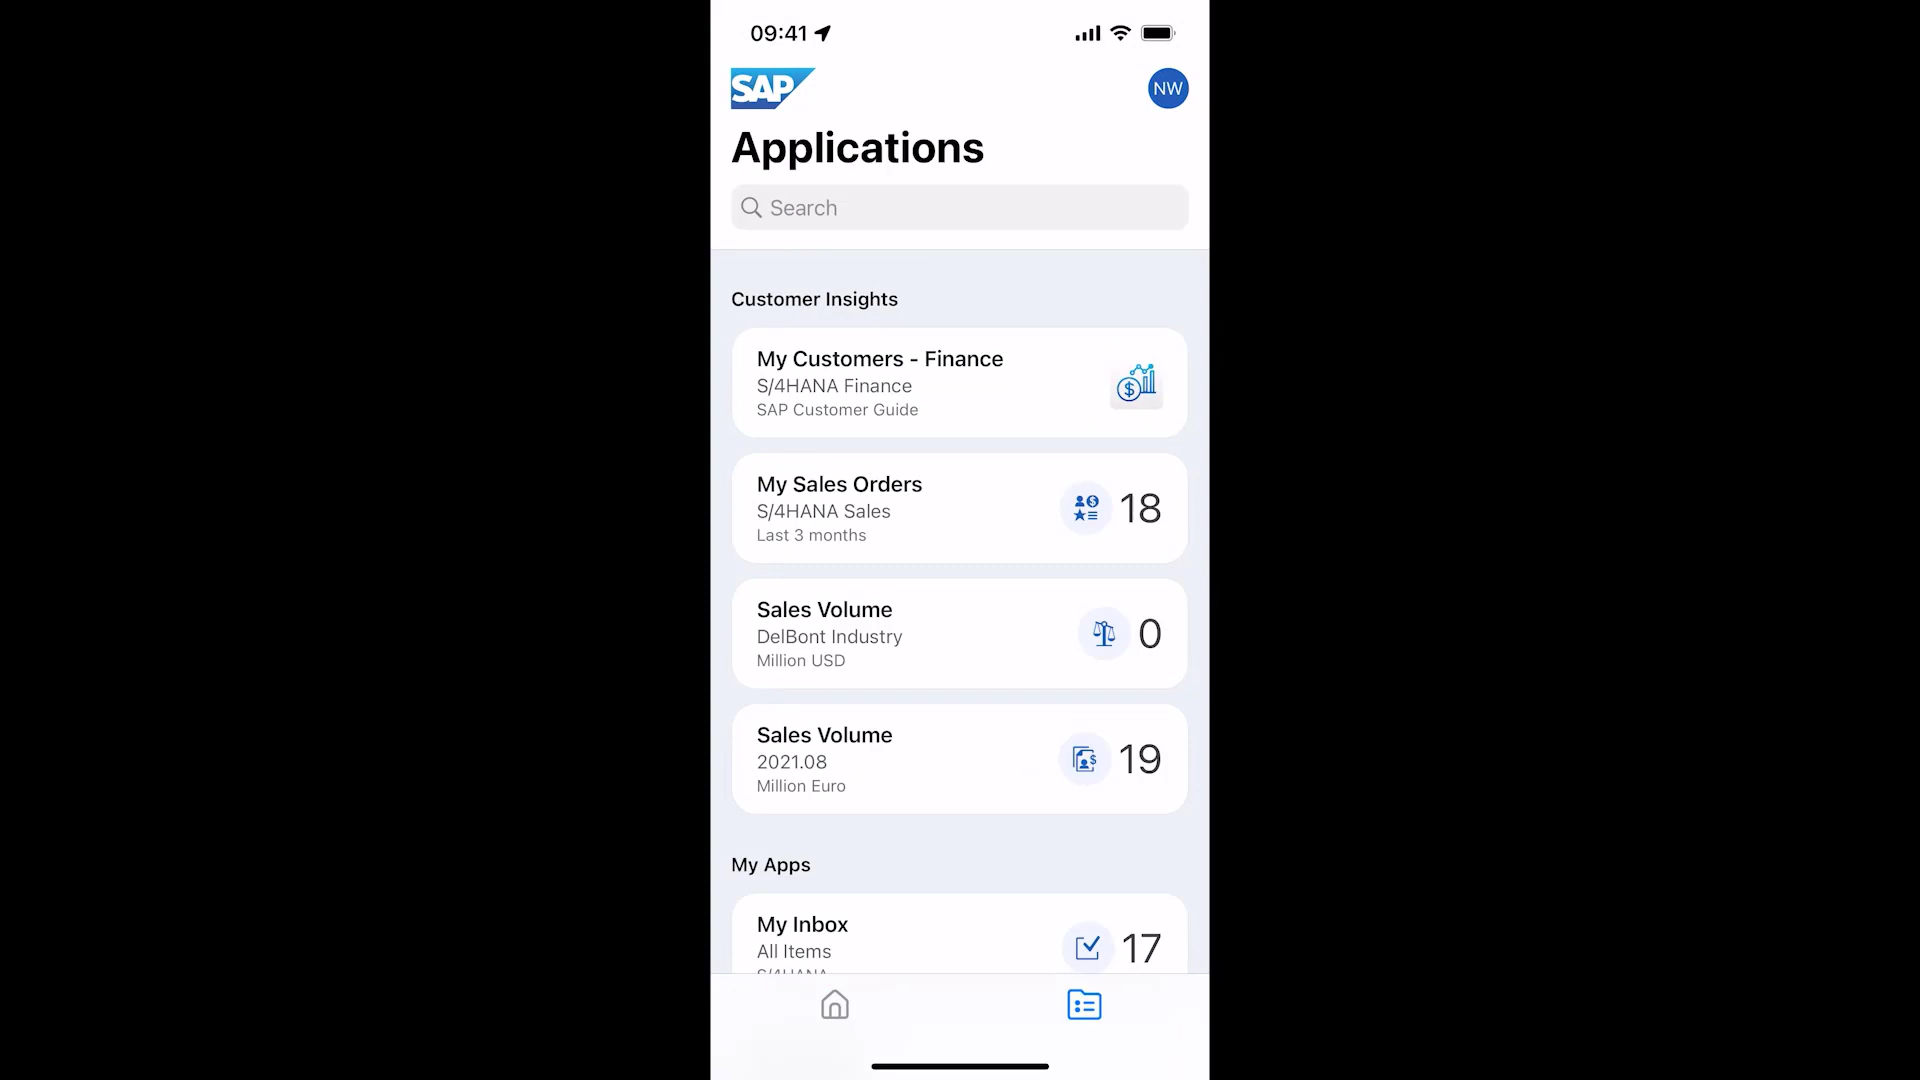 09:41
SAP
NW
Applications
Search
Customer Insights
My Customers - Finance
S/4HANA Finance
SAP Customer Guide
My Sales Orders
S/4HANA Sales
Last 3 months
18
Sales Volume
DelBont Industry
Million USD
0
Sales Volume
2021.08
Million Euro
19
My Apps
My Inbox
All Items
S/4HANA
17